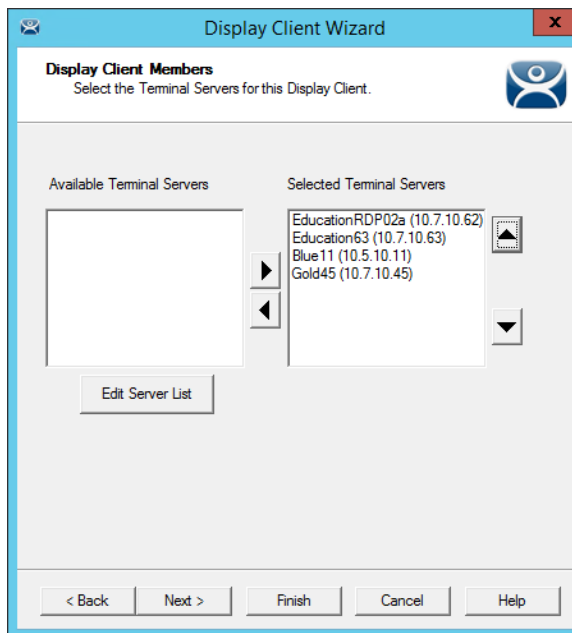 Display Client Wizard
x
Display Client Members
Select the Terminal Servers for this Display Client.
Available Terminal Servers
Selected Terminal Servers
EducationRDP02a (10.7.10.62)
Education63 (10.7.10.63)
Blue11 (10.5.10.11)
Gold45 (10.7.10.45)
Edit Server List
< Back Next > Finish Cancel Help